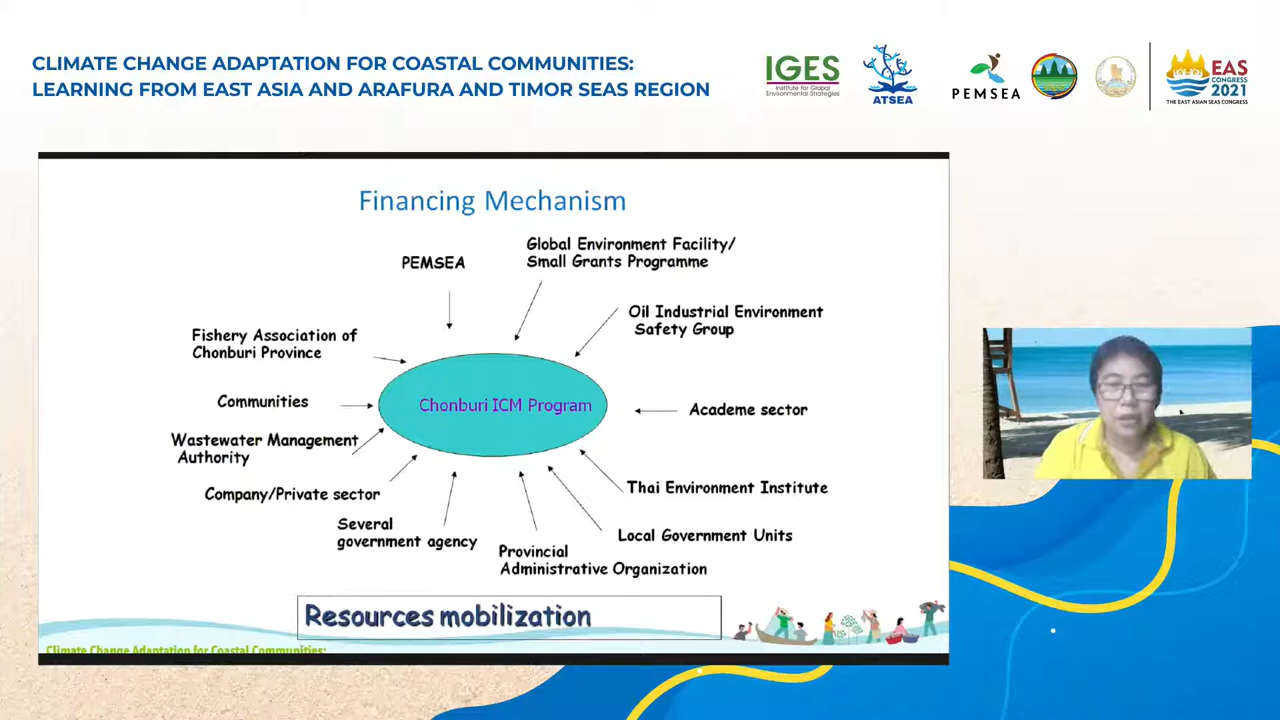 CLIMATE CHANGE ADAPTATION FOR COASTAL COMMUNITIES:
LEARNING FROM EAST ASIA AND ARAFURA AND TIMOR SEAS REGION
IGES
Institute for Global
Environmental Strategies
ATSEA
PEMSEA
EAS
CONGRESS
2021
THE EAST ASIAN SEAS CONGRESS
Financing Mechanism
PEMSEA
Global Environment Facility/
Small Grants Programme
Oil Industrial Environment
Safety Group
Fishery Association of
Chonburi Province
Communities
Chonburi ICM Program
Academe sector
Wastewater Management
Authority
Company/Private sector
Thai Environment Institute
Several
government agency
Local Government Units
Provincial
Administrative Organization
Resources mobilization
Climate Change Adaptation for Coastal Communities: